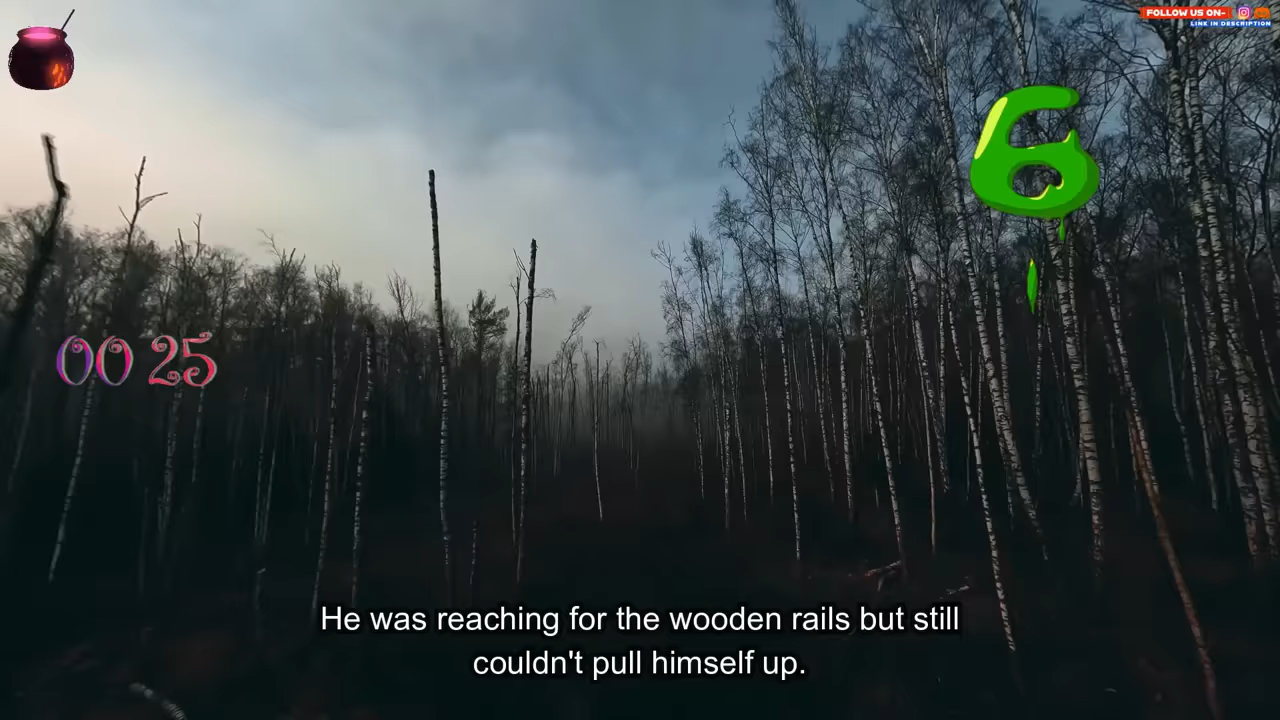 FOLLOW US ON-
LINK IN DESCRIPTION
6
00 25
He was reaching for the wooden rails but still
couldn't pull himself up.